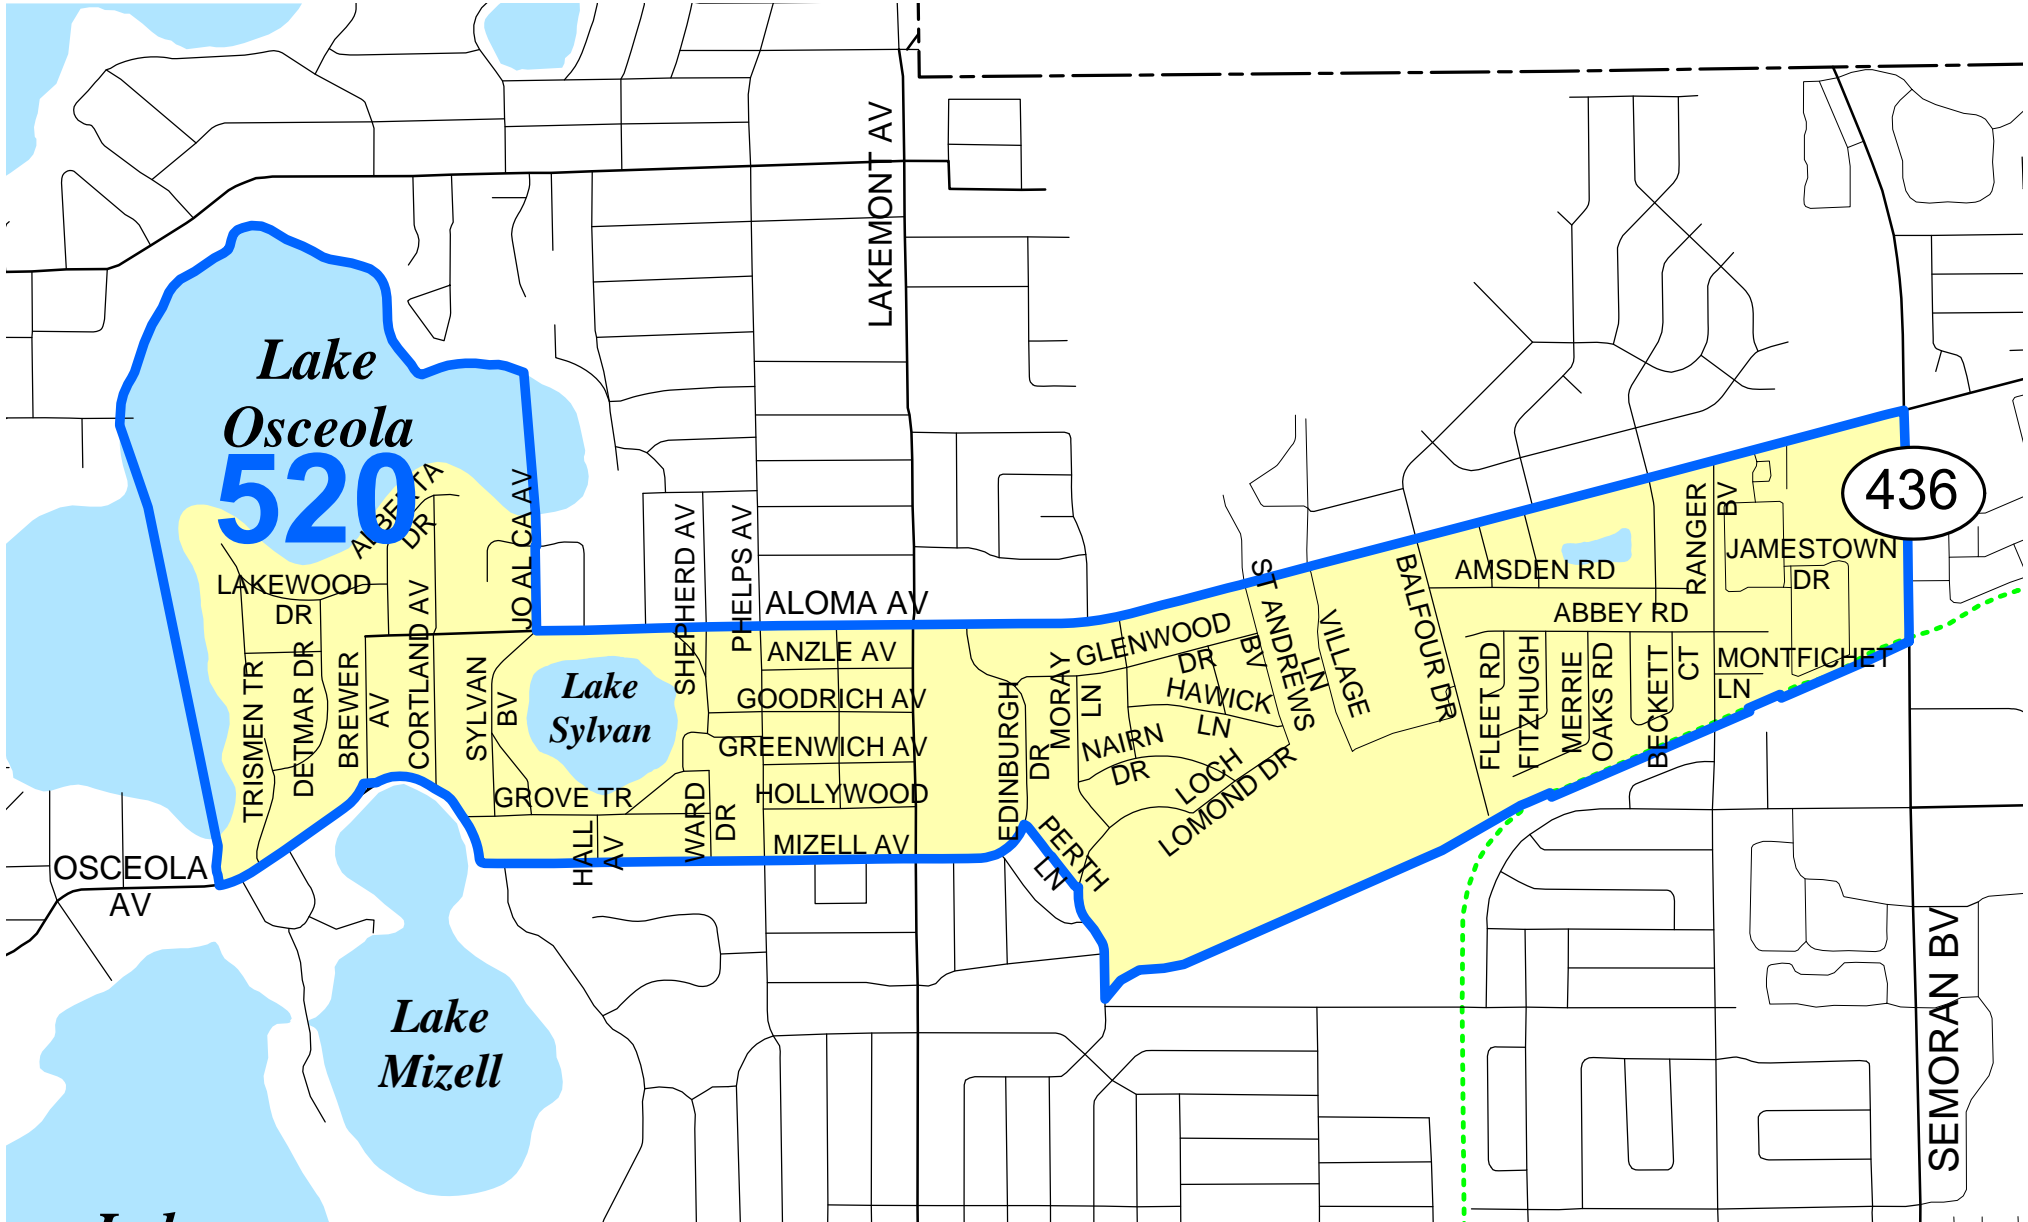 LAKEMONT AV
Lake
Osceola
520
ALBERTA
DR
JO AL CA AV
SHEPHERD AV
PHELPS AV
ALOMA AV
436
RANGER
BV
JAMESTOWN
DR
AMSDEN RD
ABBEY RD
BALFOUR DR
ST ANDREWS
BV
VILLAGE
LN
GLENWOOD
DR
LAKEWOOD
DR
TRISMEN TR
DETMAR DR
BREWER
AV
CORTLAND AV
SYLVAN
BV
Lake
Sylvan
ANZLE AV
GOODRICH AV
GREENWICH AV
HOLLYWOOD
MIZELL AV
GROVE TR
HALL
AV
WARD
DR
EDINBURGH
DR
MORAY
LN
HAWICK
LN
NAIRN
DR
LOCH
LOMOND DR
PERTH
LN
FLEET RD
FITZHUGH
MERRIE
OAKS RD
BECKETT
CT
MONTFICHET
LN
OSCEOLA
AV
Lake
Mizell
SEMORAN BV